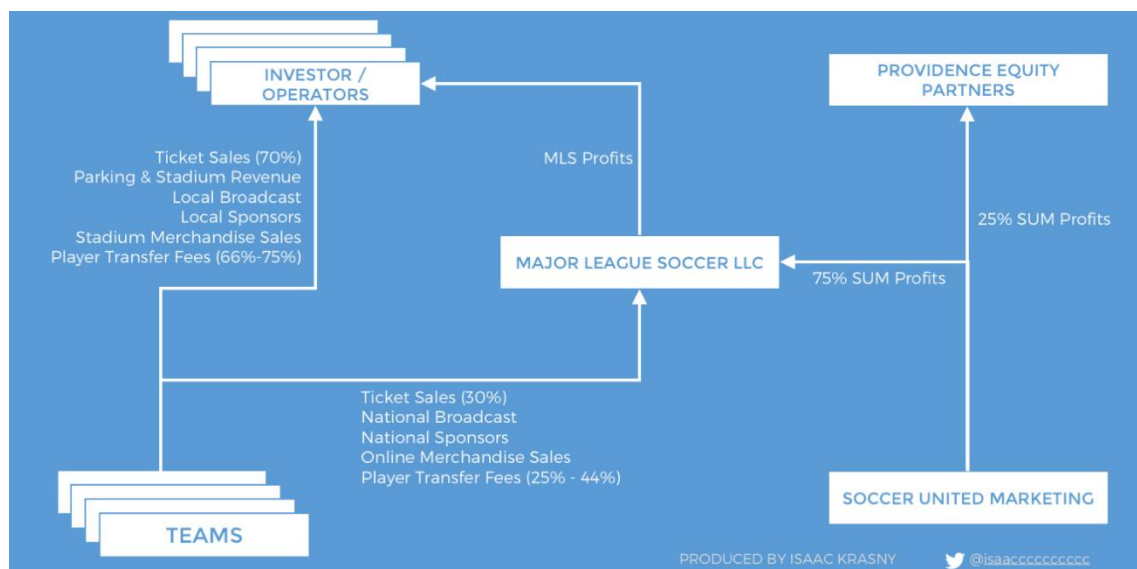 INVESTOR /
OPERATORS
PROVIDENCE EQUITY
PARTNERS
Ticket Sales (70%)
Parking & Stadium Revenue
Local Broadcast
Local Sponsors
Stadium Merchandise Sales
Player Transfer Fees (66%-75%)
MLS Profits
25% SUM Profits
MAJOR LEAGUE SOCCER LLC
75% SUM Profits
Ticket Sales (30%)
National Broadcast
National Sponsors
Online Merchandise Sales
Player Transfer Fees (25% - 44%)
TEAMS
SOCCER UNITED MARKETING
PRODUCED BY ISAAC KRASNY
@isaacccccccccc